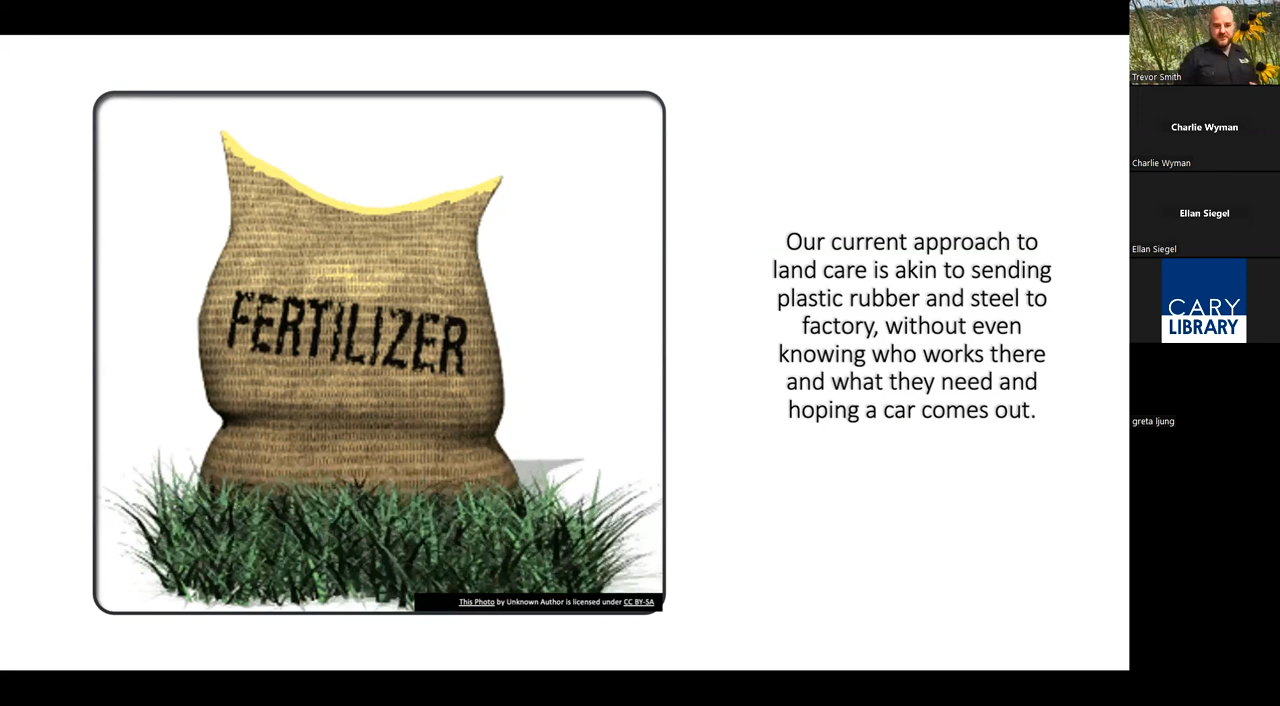 FERTILIZER
This Photo by Unknown Author is licensed under CC BY-SA
Our current approach to
land care is akin to sending
plastic rubber and steel to
factory, without even
knowing who works there
and what they need and
hoping a car comes out.
Trevor Smith
Charlie Wyman
Charlie Wyman
Ellan Siegel
Ellan Siegel
CARY
LIBRARY
greta ljung